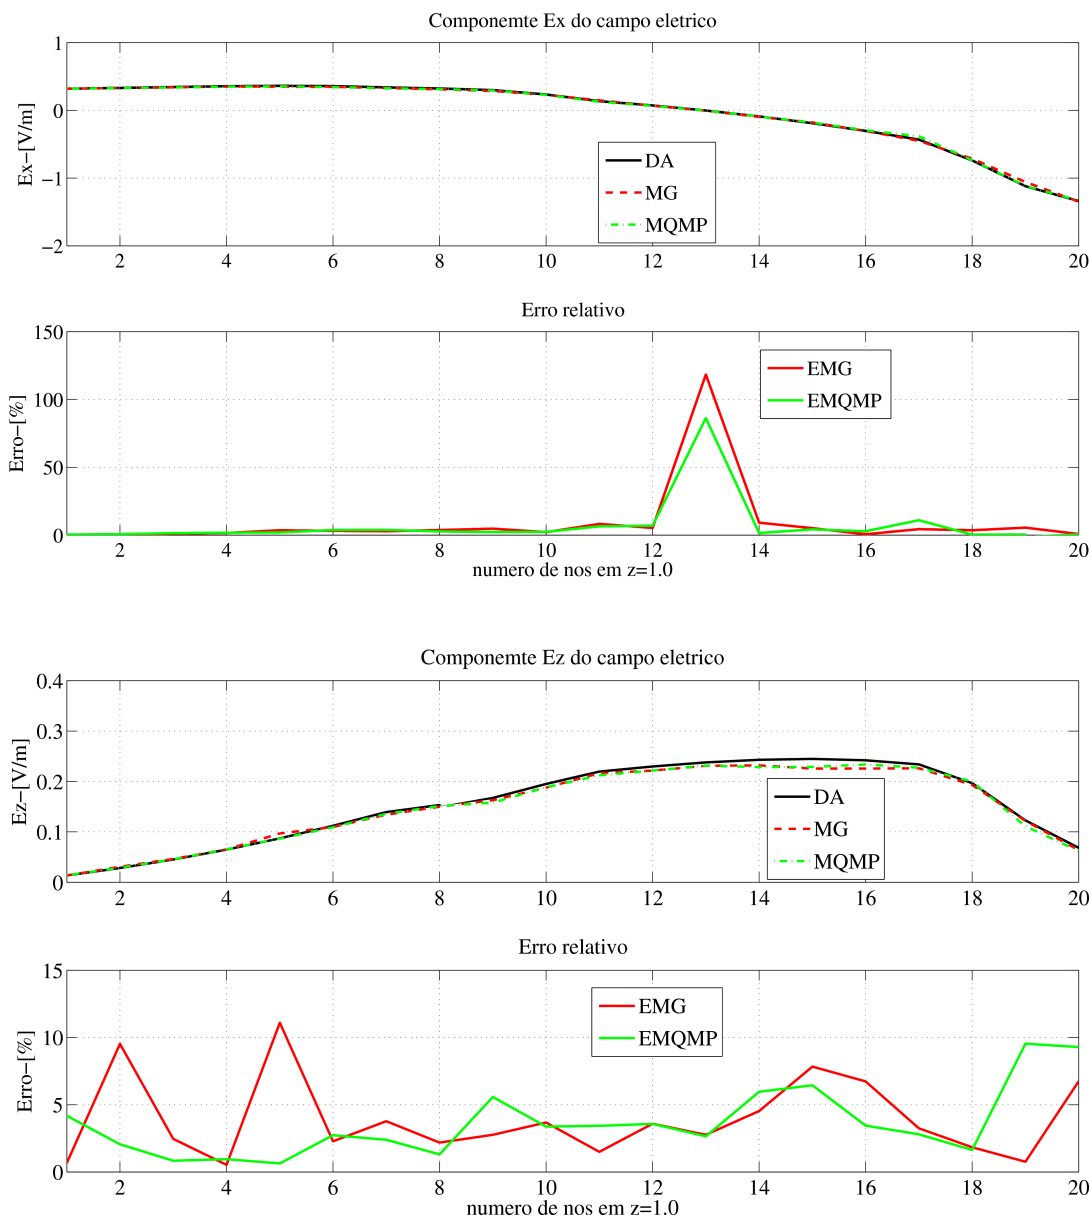 Componemte Ex do campo eletrico
Ex−[V/m]
1
0
−1
−2
DA
MG
MQMP
2 4 6 8 10 12 14 16 18 20
Erro relativo
Erro−[%]
150
100
50
0
EMG
EMQMP
2 4 6 8 10 12 14 16 18 20
numero de nos em z=1.0
Componemte Ez do campo eletrico
Ez−[V/m]
0.4
0.3
0.2
0.1
0
DA
MG
MQMP
2 4 6 8 10 12 14 16 18 20
Erro relativo
Erro−[%]
15
10
5
0
EMG
EMQMP
2 4 6 8 10 12 14 16 18 20
numero de nos em z=1.0